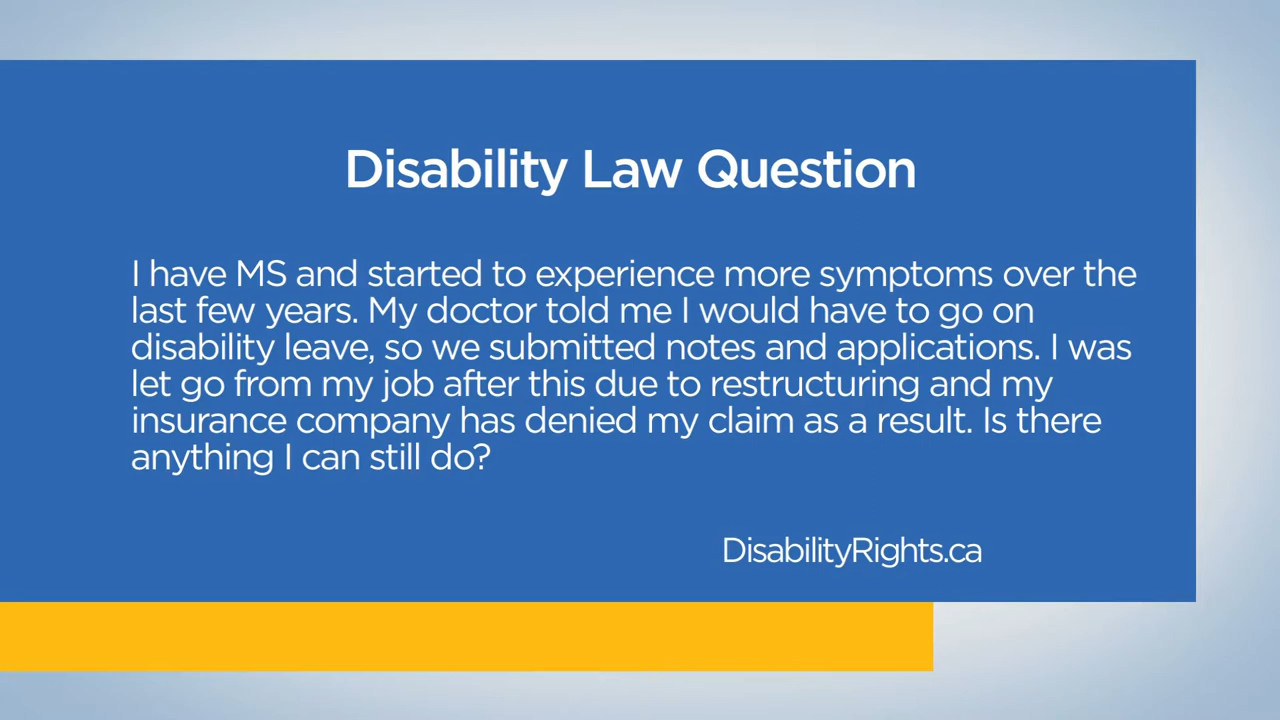 Disability Law Question
I have MS and started to experience more symptoms over the
last few years. My doctor told me I would have to go on
disability leave, so we submitted notes and applications. I was
let go from my job after this due to restructuring and my
insurance company has denied my claim as a result. Is there
anything I can still do?
DisabilityRights.ca